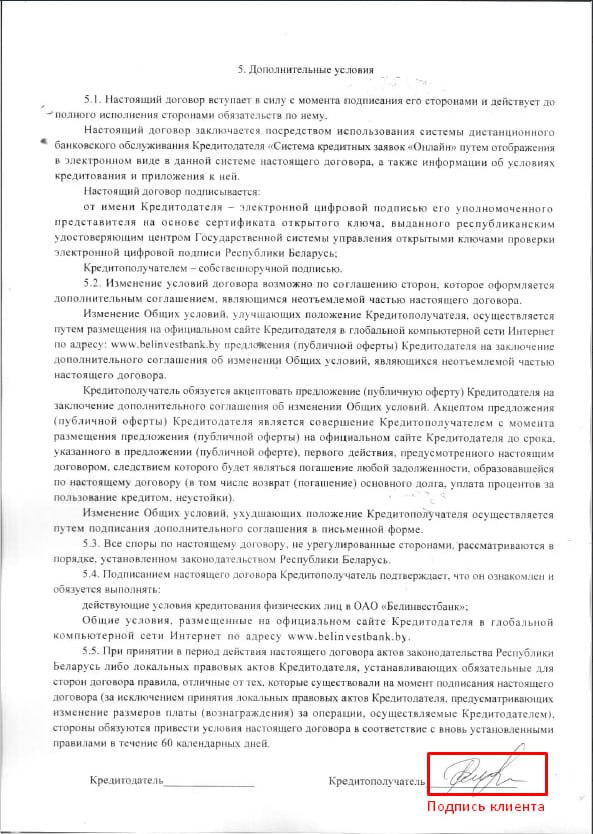 5. Дополнительные условия
5.1. Настоящий договор вступает в силу с момента подписания его сторонами и действует до
полного исполнения сторонами обязательств по нему.
Настоящий договор заключается посредством использования системы дистанционного
банковского обслуживания Кредитодателя «Система кредитных заявок «Онлайн» путем отображения
в электронном виде в данной системе настоящего договора, а также информации об условиях
кредитования и приложения к ней.
Настоящий договор подписывается:
от имени Кредитодателя – электронной цифровой подписью его уполномоченного
представителя на основе сертификата открытого ключа, выданного республиканским
удостоверяющим центром Государственной системы управления открытыми ключами проверки
электронной цифровой подписи Республики Беларусь;
Кредитополучателем – собственноручной подписью.
5.2. Изменение условий договора возможно по соглашению сторон, которое оформляется
дополнительным соглашением, являющимся неотъемлемой частью настоящего договора.
Изменение Общих условий, улучшающих положение Кредитополучателя, осуществляется
путем размещения на официальном сайте Кредитодателя в глобальной компьютерной сети Интернет
по адресу: www.belinvestbank.by предложения (публичной оферты) Кредитодателя на заключение
дополнительного соглашения об изменении Общих условий, являющихся неотъемлемой частью
настоящего договора.
Кредитополучатель обязуется акцептовать предложение (публичную оферту) Кредитодателя на
заключение дополнительного соглашения об изменении Общих условий. Акцептом предложения
(публичной оферты) Кредитодателя является совершение Кредитополучателем с момента
размещения предложения (публичной оферты) на официальном сайте Кредитодателя до срока,
указанного в предложении (публичной оферте), первого действия, предусмотренного настоящим
договором, следствием которого будет являться погашение любой задолженности, образовавшейся
по настоящему договору (в том числе возврат (погашение) основного долга, уплата процентов за
пользование кредитом, неустойки).
Изменение Общих условий, ухудшающих положение Кредитополучателя осуществляется
путем подписания дополнительного соглашения в письменной форме.
5.3. Все споры по настоящему договору, не урегулированные сторонами, рассматриваются в
порядке, установленном законодательством Республики Беларусь.
5.4. Подписанием настоящего договора Кредитополучатель подтверждает, что он ознакомлен и
обязуется выполнять:
действующие условия кредитования физических лиц в ОАО «Белинвестбанк»;
Общие условия, размещенные на официальном сайте Кредитодателя в глобальной
компьютерной сети Интернет по адресу www.belinvestbank.by.
5.5. При принятии в период действия настоящего договора актов законодательства Республики
Беларусь либо локальных правовых актов Кредитодателя, устанавливающих обязательные для
сторон договора правила, отличные от тех, которые существовали на момент подписания настоящего
договора (за исключением принятия локальных правовых актов Кредитодателя, предусматривающих
изменение размеров платы (вознаграждения) за операции, осуществляемые Кредитодателем),
стороны обязуются привести условия настоящего договора в соответствие с вновь установленными
правилами в течение 60 календарных дней.
Кредитодатель_______________ Кредитополучатель
Подпись клиента